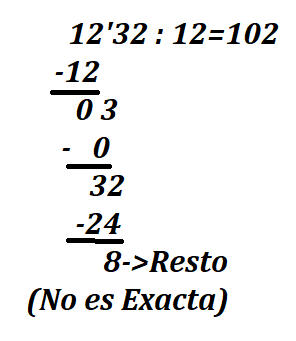 12'32 : 12=102
-12
0 3
- 0
32
-24
8->Resto
(No es Exacta)